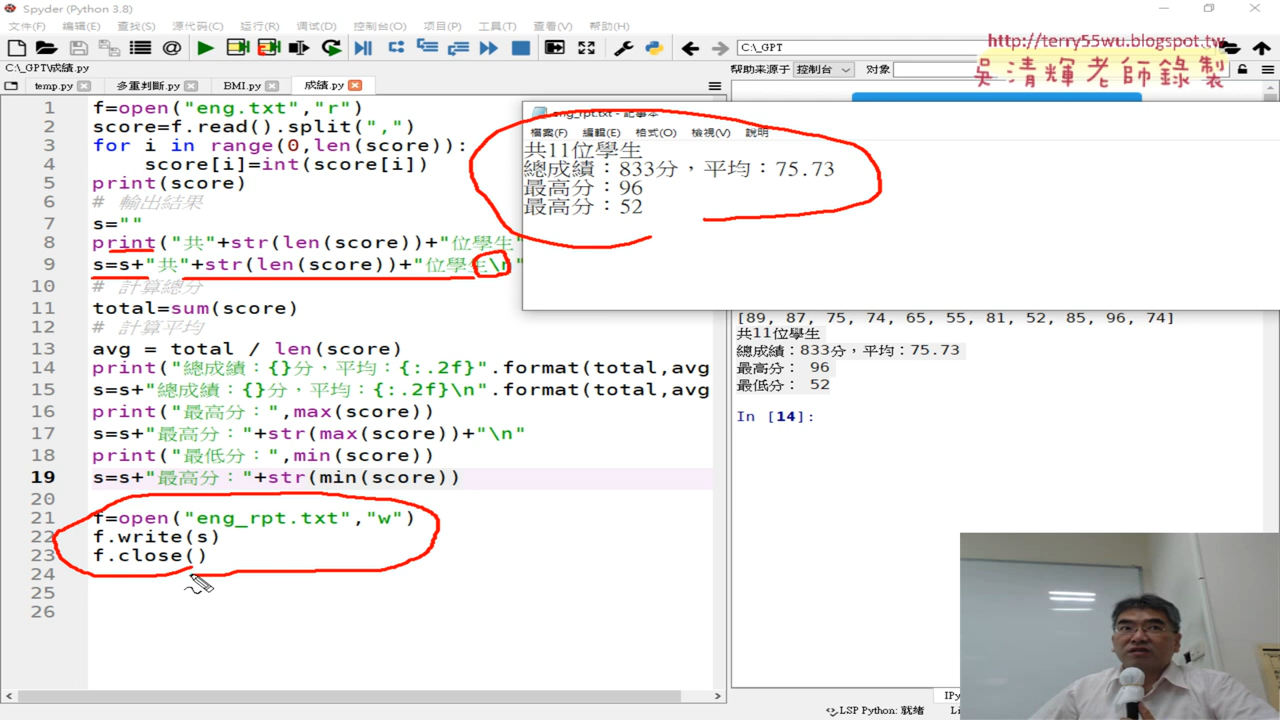 Spyder (Python 3.8)
文件(F) 编辑(E) 查找(S) 源代码(C) 运行(R) 调试(D) 控制台(O) 项目(P) 工具(T) 查看(V) 帮助(H)
C:\_GPT
http://terry55wu.blogspot.tw
吳清輝老師錄製
C:\_GPT\成績.py
帮助来源于 控制台 对象
temp.py 多重判斷.py BMI.py 成績.py
1 f=open("eng.txt","r")
2 score=f.read().split(",")
3 for i in range(0,len(score)):
4 score[i]=int(score[i])
5 print(score)
6 # 輸出結果
7 s=""
8 print("共"+str(len(score))+"位學生"
9 s=s+"共"+str(len(score))+"位學生\n"
10 # 計算總分
11 total=sum(score)
12 # 計算平均
13 avg = total / len(score)
14 print("總成績：{}分，平均：{:.2f}".format(total,avg
15 s=s+"總成績：{}分，平均：{:.2f}\n".format(total,avg
16 print("最高分：",max(score))
17 s=s+"最高分："+str(max(score))+"\n"
18 print("最低分：",min(score))
19 s=s+"最高分："+str(min(score))
20
21 f=open("eng_rpt.txt","w")
22 f.write(s)
23 f.close()
24
25
26
eng_rpt.txt - 記事本
檔案(F) 編輯(E) 格式(O) 檢視(V) 說明
共11位學生
總成績：833分，平均：75.73
最高分：96
最高分：52
[89, 87, 75, 74, 65, 55, 81, 52, 85, 96, 74]
共11位學生
總成績：833分，平均：75.73
最高分： 96
最低分： 52
In [14]:
LSP Python: 就绪